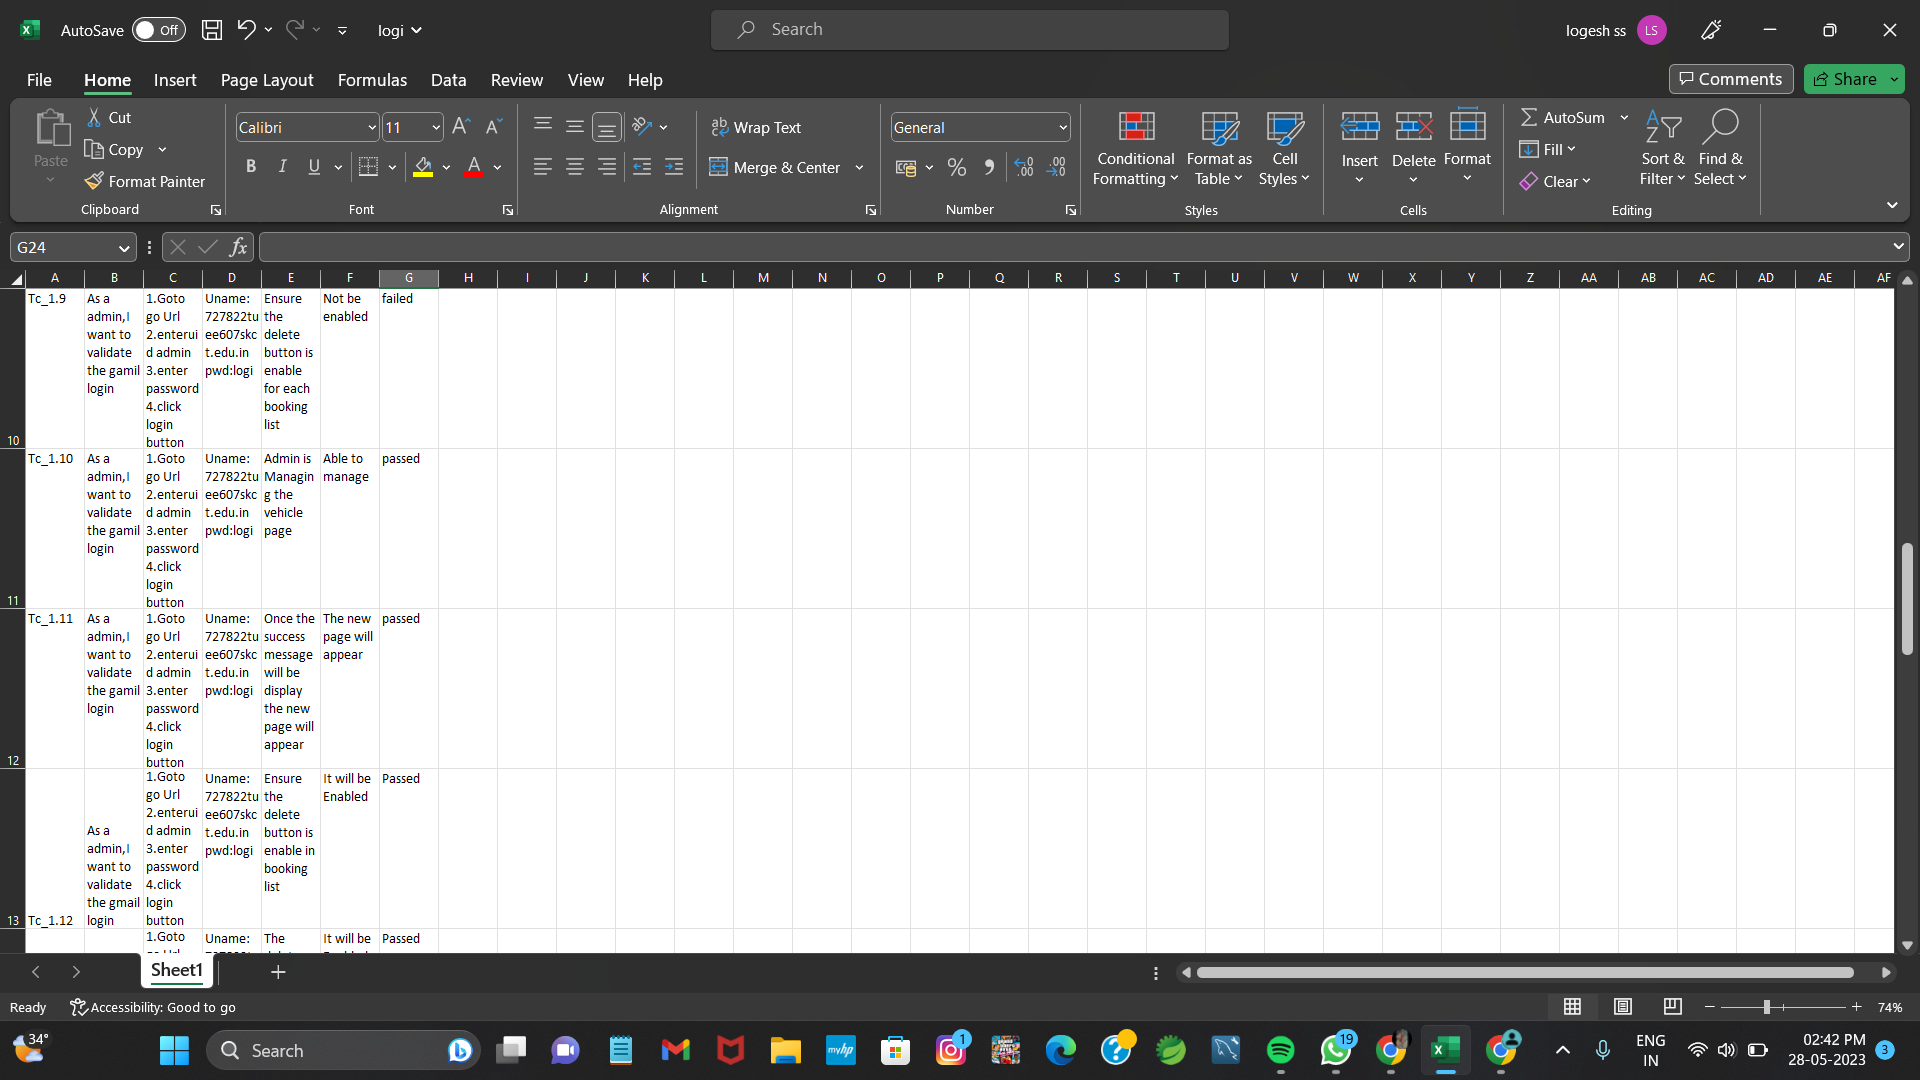 AutoSave Off logi Search logesh ss LS
File Home Insert Page Layout Formulas Data Review View Help Comments Share
Paste Cut Copy Format Painter
Clipboard
Calibri 11
B I U A
Font
Wrap Text
Merge & Center
Alignment
General
% , .00
Number
Conditional Formatting
Format as Table
Cell Styles
Styles
Insert Delete Format
Cells
AutoSum
Fill
Clear
Sort & Filter
Find & Select
Editing
G24 fx
A B C D E F G H I J K L M N O P Q R S T U V W X Y Z AA AB AC AD AE AF
10
Tc_1.9
As a
admin,I
want to
validate
the gamil
login
1.Goto
go Url
2.enterui
d admin
3.enter
password
4.click
login
button
Uname:
727822tu
ee607skc
t.edu.in
pwd:logi
Ensure
the
delete
button is
enable
for each
booking
list
Not be
enabled
failed
11
Tc_1.10
As a
admin,I
want to
validate
the gamil
login
1.Goto
go Url
2.enterui
d admin
3.enter
password
4.click
login
button
Uname:
727822tu
ee607skc
t.edu.in
pwd:logi
Admin is
Managin
g the
vehicle
page
Able to
manage
passed
12
Tc_1.11
As a
admin,I
want to
validate
the gamil
login
1.Goto
go Url
2.enterui
d admin
3.enter
password
4.click
login
button
Uname:
727822tu
ee607skc
t.edu.in
pwd:logi
Once the
success
message
will be
display
the new
page will
appear
The new
page will
appear
passed
13
Tc_1.12
As a
admin,I
want to
validate
the gmail
login
1.Goto
go Url
2.enterui
d admin
3.enter
password
4.click
login
button
Uname:
727822tu
ee607skc
t.edu.in
pwd:logi
Ensure
the
delete
button is
enable in
booking
list
It will be
Enabled
Passed
1.Goto
Uname:
The
It will be
Passed
Sheet1
Ready Accessibility: Good to go 74%
34° Search myhp 1 19 ENG IN 02:42 PM 28-05-2023 3